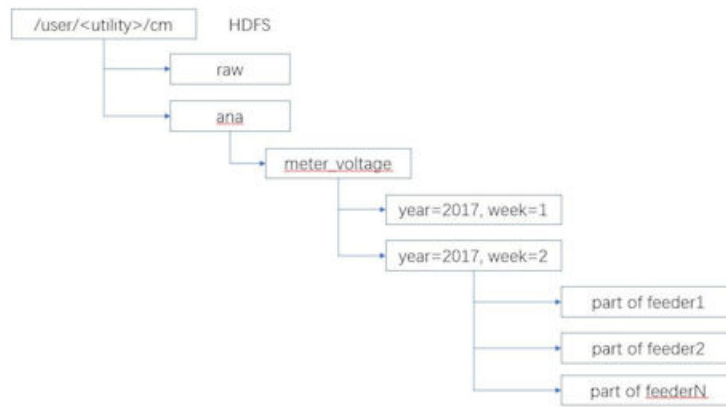 /user/<utility>/cm HDFS
raw
ana
meter_voltage
year=2017, week=1
year=2017, week=2
part of feeder1
part of feeder2
part of feederN